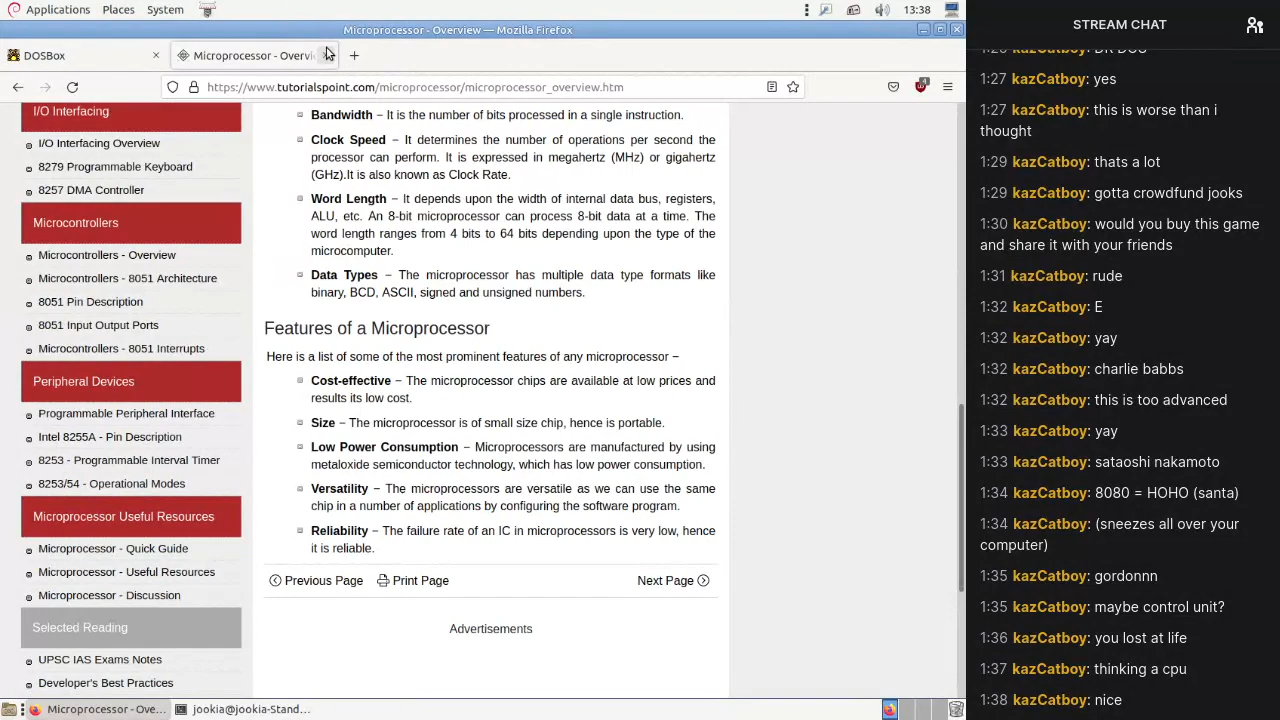 Applications Places System 13:38
Microprocessor - Overview — Mozilla Firefox
DOSBox
Microprocessor - Overvi
https://www.tutorialspoint.com/microprocessor/microprocessor_overview.htm
4
I/O Interfacing
I/O Interfacing Overview
8279 Programmable Keyboard
8257 DMA Controller
Microcontrollers
Microcontrollers - Overview
Microcontrollers - 8051 Architecture
8051 Pin Description
8051 Input Output Ports
Microcontrollers - 8051 Interrupts
Peripheral Devices
Programmable Peripheral Interface
Intel 8255A - Pin Description
8253 - Programmable Interval Timer
8253/54 - Operational Modes
Microprocessor Useful Resources
Microprocessor - Quick Guide
Microprocessor - Useful Resources
Microprocessor - Discussion
Selected Reading
UPSC IAS Exams Notes
Developer's Best Practices
Bandwidth − It is the number of bits processed in a single instruction.
Clock Speed − It determines the number of operations per second the
processor can perform. It is expressed in megahertz (MHz) or gigahertz
(GHz).It is also known as Clock Rate.
Word Length − It depends upon the width of internal data bus, registers,
ALU, etc. An 8-bit microprocessor can process 8-bit data at a time. The
word length ranges from 4 bits to 64 bits depending upon the type of the
microcomputer.
Data Types − The microprocessor has multiple data type formats like
binary, BCD, ASCII, signed and unsigned numbers.
Features of a Microprocessor
Here is a list of some of the most prominent features of any microprocessor −
Cost-effective − The microprocessor chips are available at low prices and
results its low cost.
Size − The microprocessor is of small size chip, hence is portable.
Low Power Consumption − Microprocessors are manufactured by using
metaloxide semiconductor technology, which has low power consumption.
Versatility − The microprocessors are versatile as we can use the same
chip in a number of applications by configuring the software program.
Reliability − The failure rate of an IC in microprocessors is very low, hence
it is reliable.
Previous Page Print Page Next Page
Advertisements
Microprocessor - Ove...
jookia@jookia-Stand...
STREAM CHAT
1:26 kazCatboy: DR DOS
1:27 kazCatboy: yes
1:27 kazCatboy: this is worse than i
thought
1:29 kazCatboy: thats a lot
1:29 kazCatboy: gotta crowdfund jooks
1:30 kazCatboy: would you buy this game
and share it with your friends
1:31 kazCatboy: rude
1:32 kazCatboy: E
1:32 kazCatboy: yay
1:32 kazCatboy: charlie babbs
1:32 kazCatboy: this is too advanced
1:33 kazCatboy: yay
1:33 kazCatboy: sataoshi nakamoto
1:34 kazCatboy: 8080 = HOHO (santa)
1:34 kazCatboy: (sneezes all over your
computer)
1:35 kazCatboy: gordonnn
1:35 kazCatboy: maybe control unit?
1:36 kazCatboy: you lost at life
1:37 kazCatboy: thinking a cpu
1:38 kazCatboy: nice